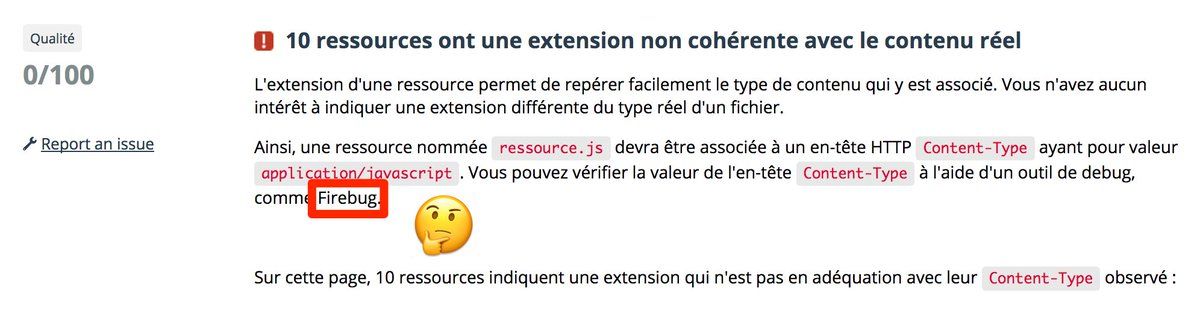 Qualité
0/100
Report an issue
10 ressources ont une extension non cohérente avec le contenu réel
L'extension d'une ressource permet de repérer facilement le type de contenu qui y est associé. Vous n'avez aucun
intérêt à indiquer une extension différente du type réel d'un fichier.
Ainsi, une ressource nommée ressource.js devra être associée à un en-tête HTTP Content-Type ayant pour valeur
application/javascript. Vous pouvez vérifier la valeur de l'en-tête Content-Type à l'aide d'un outil de debug,
comme Firebug.
Sur cette page, 10 ressources indiquent une extension qui n'est pas en adéquation avec leur Content-Type observé :